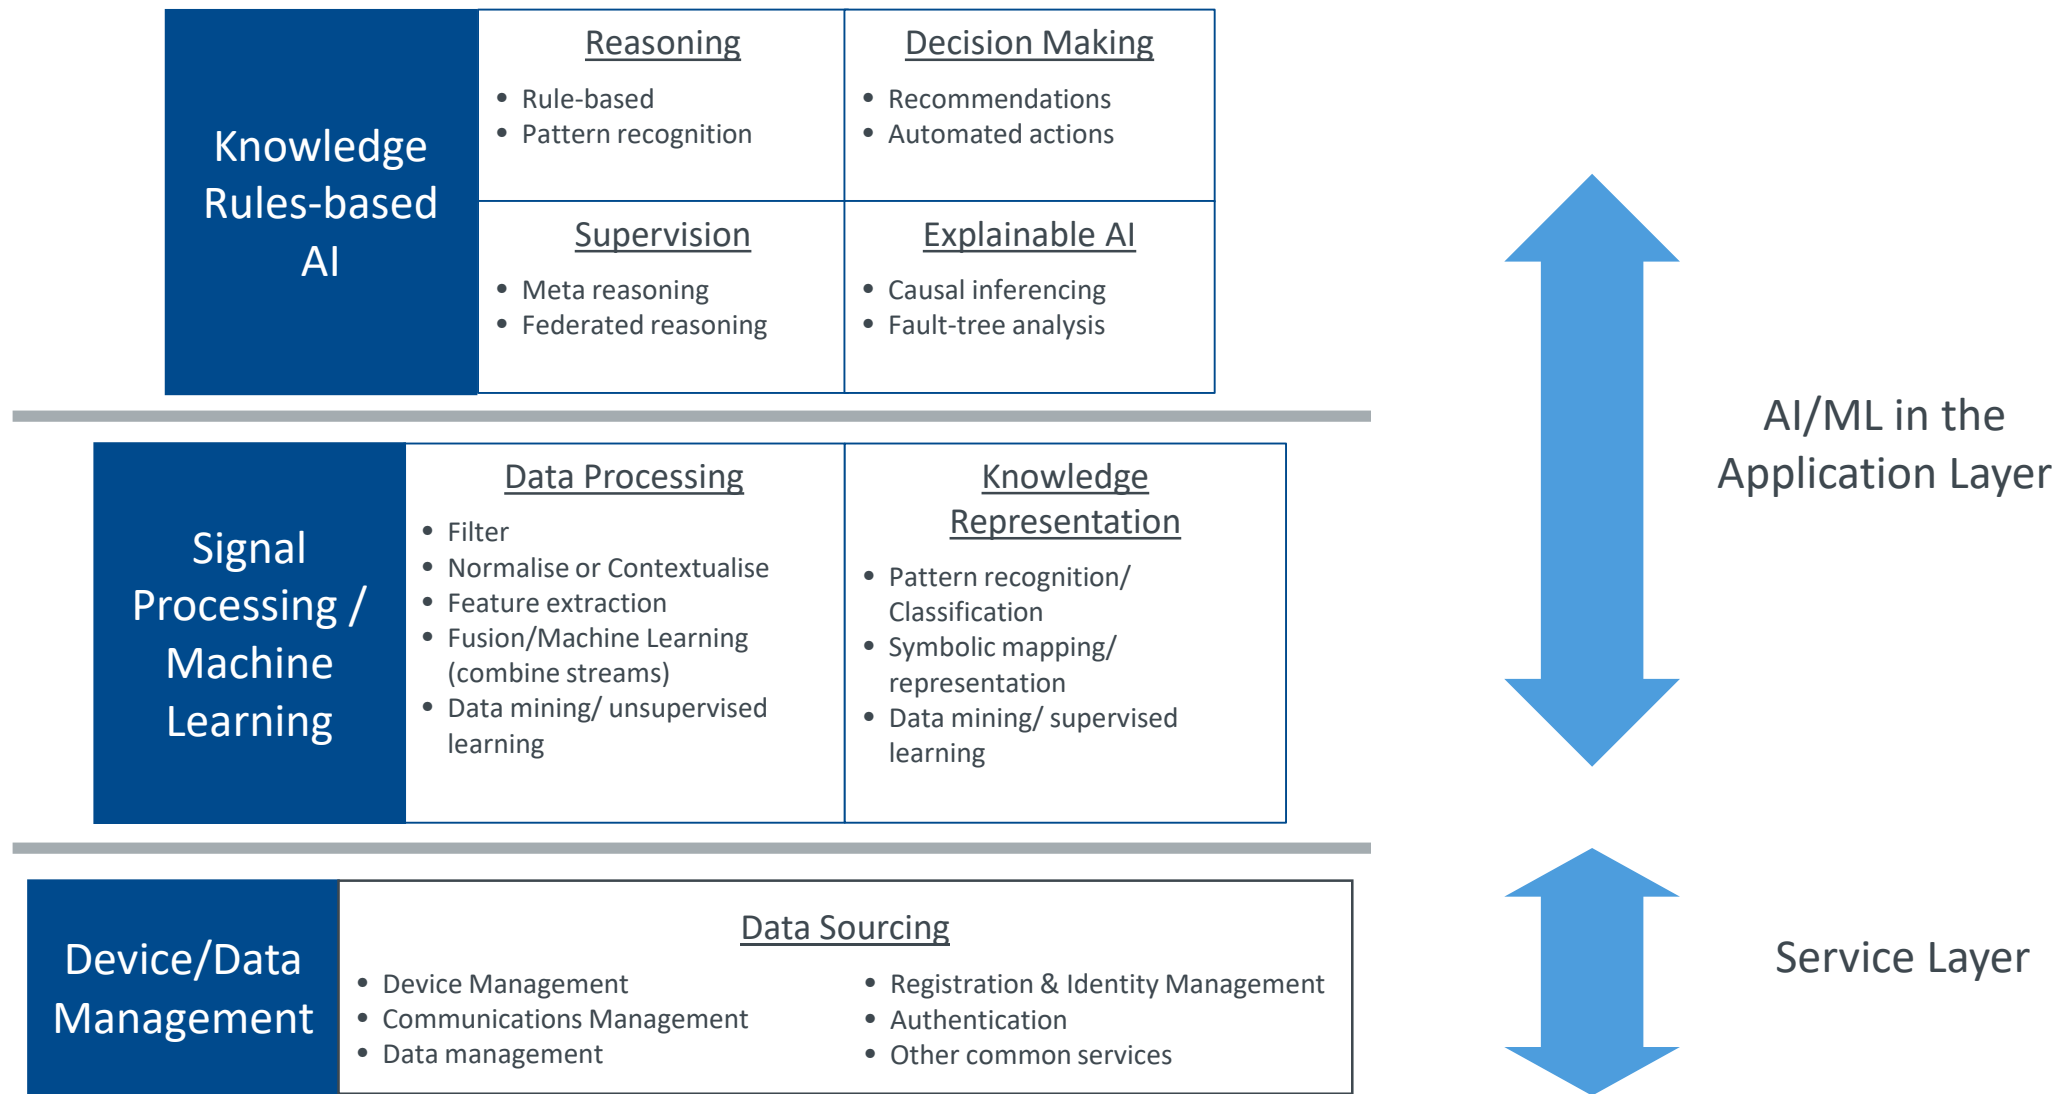 Knowledge
Rules-based
AI
Reasoning
• Rule-based
• Pattern recognition
Decision Making
• Recommendations
• Automated actions
Supervision
• Meta reasoning
• Federated reasoning
Explainable AI
• Causal inferencing
• Fault-tree analysis
Signal
Processing /
Machine
Learning
Data Processing
• Filter
• Normalise or Contextualise
• Feature extraction
• Fusion/Machine Learning
(combine streams)
• Data mining/ unsupervised
learning
Knowledge
Representation
• Pattern recognition/
Classification
• Symbolic mapping/
representation
• Data mining/ supervised
learning
AI/ML in the
Application Layer
Device/Data
Management
Data Sourcing
• Device Management
• Communications Management
• Data management
• Registration & Identity Management
• Authentication
• Other common services
Service Layer